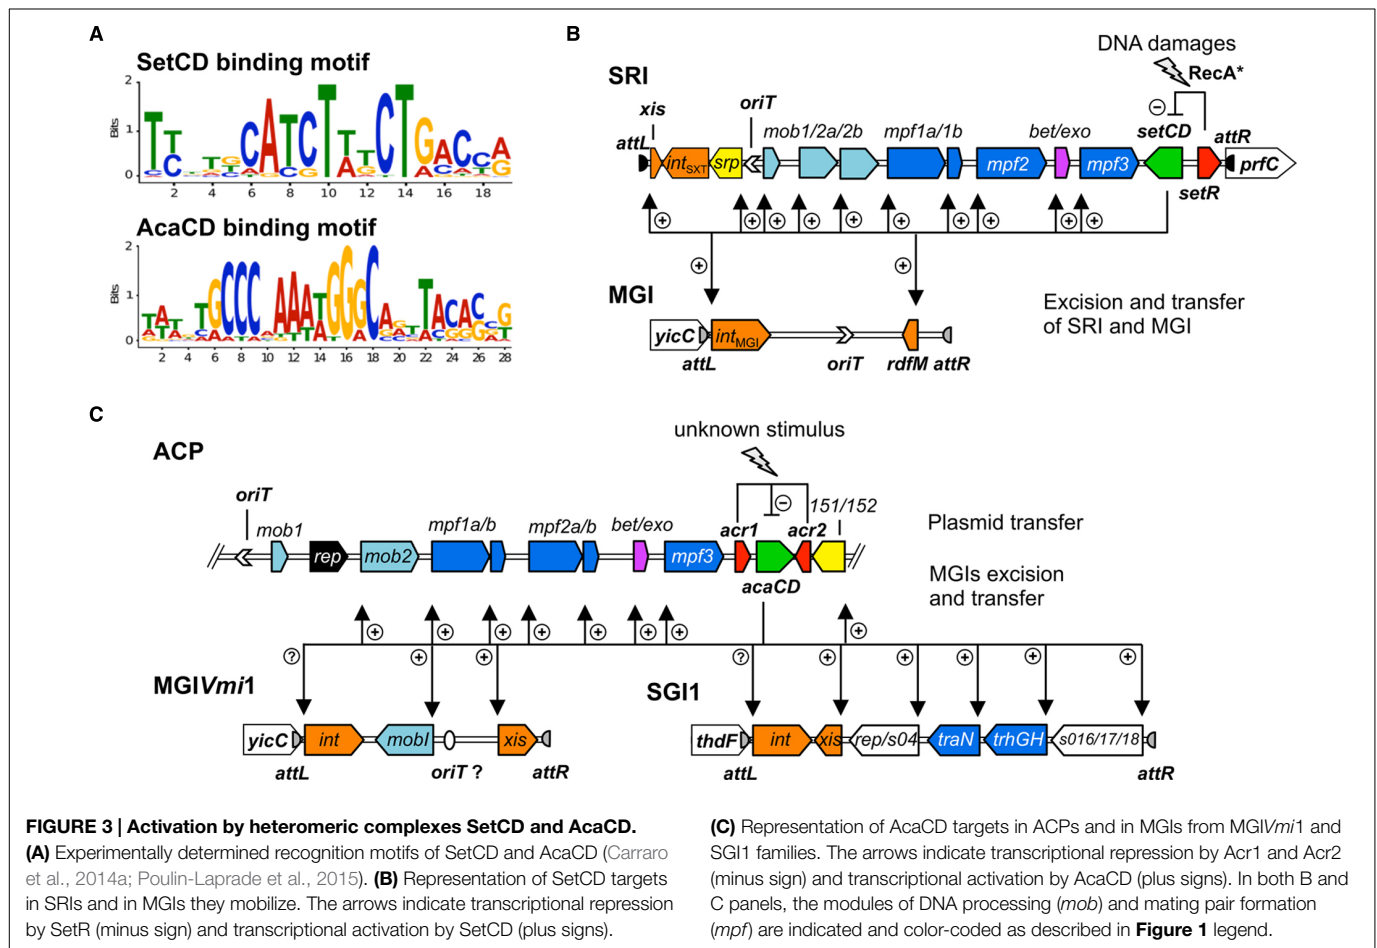 A
SetCD binding motif
2
Bits
1
0
2 4 6 8 10 12 14 16 18
AcaCD binding motif
2
Bits
1
0
2 4 6 8 10 12 14 16 18 20 22 24 26 28
B
DNA damages
RecA*
SRI
xis
oriT
mob1/2a/2b
mpf1a/1b
bet/exo
setCD
attR
attL
intSXT
srp
mpf2
mpf3
prfC
setR
+ + + + + + + + + +
+ +
MGI
Excision and transfer
of SRI and MGI
yicC
intMGI
attL
oriT
rdfM attR
C
unknown stimulus
ACP
oriT
mob1
mpf1a/b
mpf2a/b
bet/exo
acr1
acr2
151/152
Plasmid transfer
rep
mob2
mpf3
acaCD
MGIs excision
and transfer
+ + + + + + + +
? + + ? + + + + +
MGIVmi1
SGI1
yicC
int
mobI
xis
thdF
int
xis
rep/s04
traN
trhGH
s016/17/18
attL
oriT ?
attR
attL
attR
FIGURE 3 | Activation by heteromeric complexes SetCD and AcaCD.
(A) Experimentally determined recognition motifs of SetCD and AcaCD (Carraro
et al., 2014a; Poulin-Laprade et al., 2015). (B) Representation of SetCD targets
in SRIs and in MGIs they mobilize. The arrows indicate transcriptional repression
by SetR (minus sign) and transcriptional activation by SetCD (plus signs).
(C) Representation of AcaCD targets in ACPs and in MGIs from MGIVmi1 and
SGI1 families. The arrows indicate transcriptional repression by Acr1 and Acr2
(minus sign) and transcriptional activation by AcaCD (plus signs). In both B and
C panels, the modules of DNA processing (mob) and mating pair formation
(mpf) are indicated and color-coded as described in Figure 1 legend.